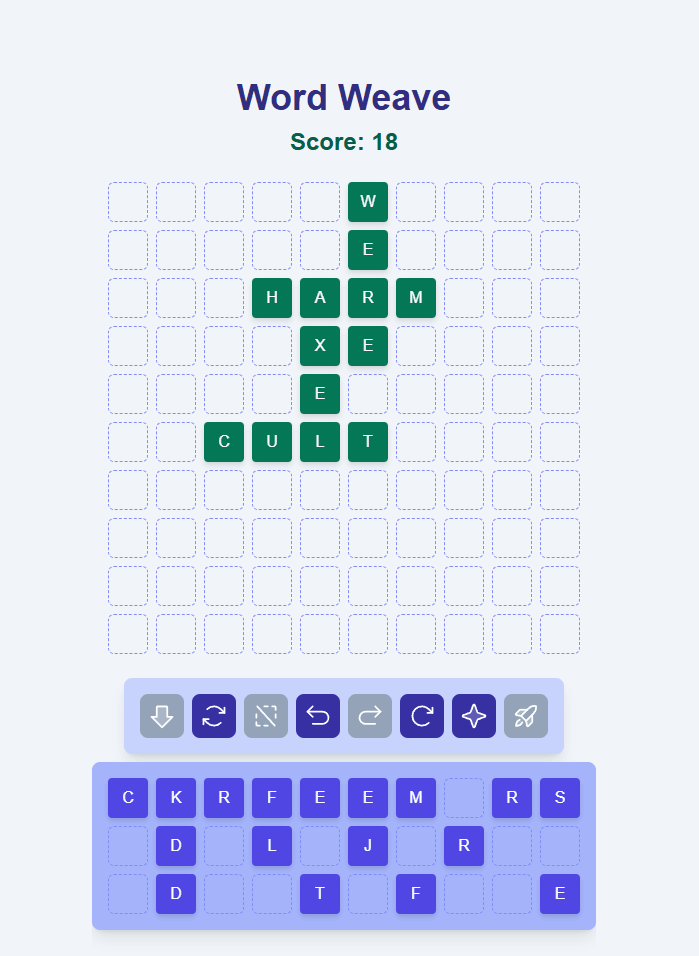 Word Weave
Score: 18
W
E
H A R M
X E
E
C U L T
C K R F E E M R S
D L J R
D T F E